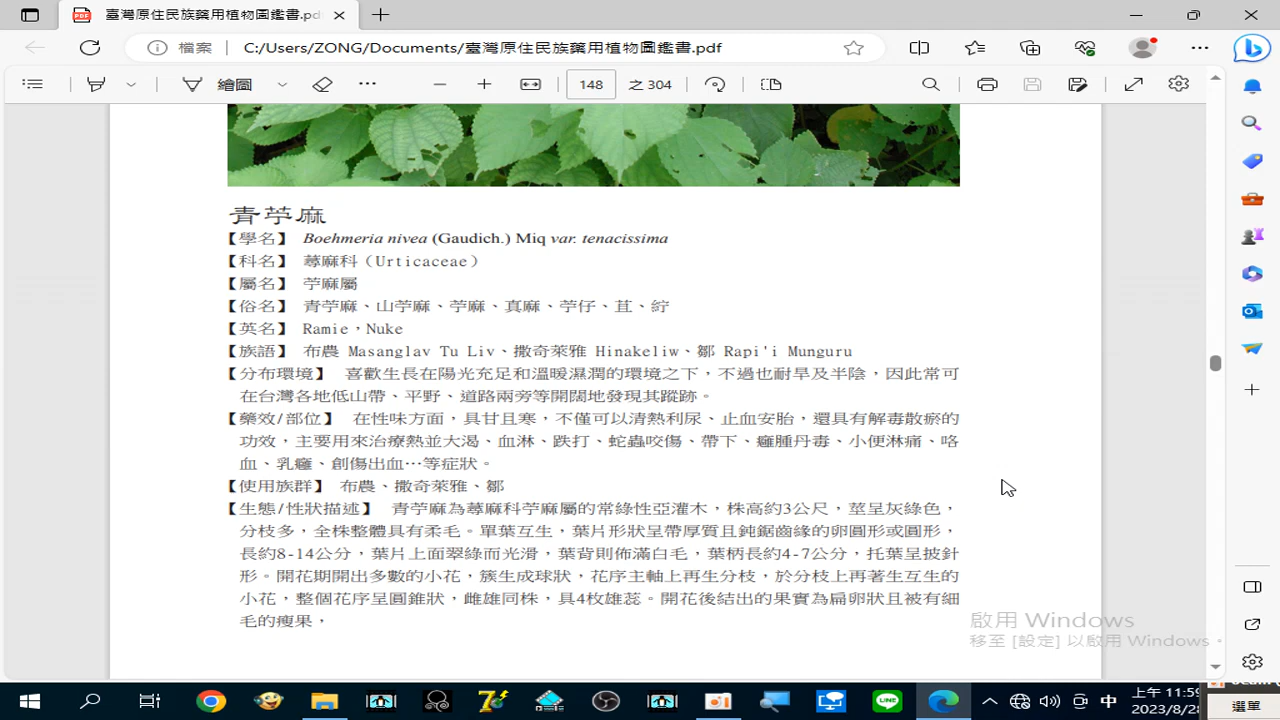 臺灣原住民族藥用植物圖鑑書.pdf
檔案 C:/Users/ZONG/Documents/臺灣原住民族藥用植物圖鑑書.pdf
繪圖 148 之 304
青苧麻
【學名】 Boehmeria nivea (Gaudich.) Miq var. tenacissima
【科名】 蕁麻科（Urticaceae）
【屬名】 苧麻屬
【俗名】 青苧麻、山苧麻、苧麻、真麻、苧仔、苴、紵
【英名】 Ramie，Nuke
【族語】 布農 Masanglav Tu Liv、撒奇萊雅 Hinakeliw、鄒 Rapi'i Munguru
【分布環境】 喜歡生長在陽光充足和溫暖濕潤的環境之下，不過也耐旱及半陰，因此常可
在台灣各地低山帶、平野、道路兩旁等開闊地發現其蹤跡。
【藥效/部位】 在性味方面，具甘且寒，不僅可以清熱利尿、止血安胎，還具有解毒散瘀的
功效，主要用來治療熱並大渴、血淋、跌打、蛇蟲咬傷、帶下、癰腫丹毒、小便淋痛、咯
血、乳癰、創傷出血…等症狀。
【使用族群】 布農、撒奇萊雅、鄒
【生態/性狀描述】 青苧麻為蕁麻科苧麻屬的常綠性亞灌木，株高約3公尺，莖呈灰綠色，
分枝多，全株整體具有柔毛。單葉互生，葉片形狀呈帶厚質且鈍鋸齒緣的卵圓形或圓形，
長約8-14公分，葉片上面翠綠而光滑，葉背則佈滿白毛，葉柄長約4-7公分，托葉呈披針
形。開花期開出多數的小花，簇生成球狀，花序主軸上再生分枝，於分枝上再著生互生的
小花，整個花序呈圓錐狀，雌雄同株，具4枚雄蕊。開花後結出的果實為扁卵狀且被有細
毛的瘦果，
啟用 Windows
移至 [設定] 以啟用 Windows。
中 上午 11:59
2023/8/28
選單